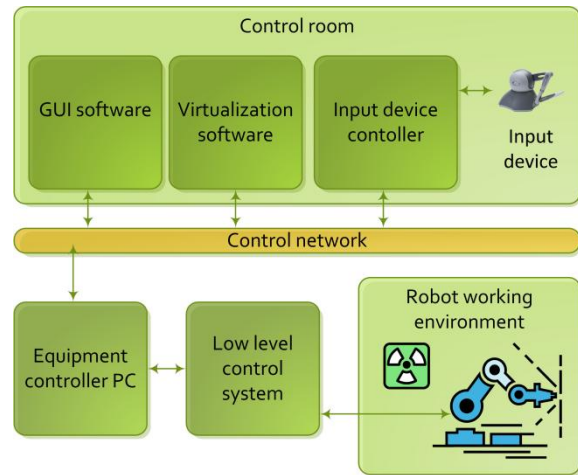 Control room
GUI software
Virtualization
software
Input device
contoller
Input
device
Control network
Equipment
controller PC
Low level
control
system
Robot working
environment